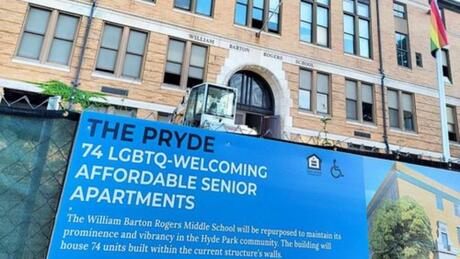 WILLIAM BARTON ROGERS
MIDDLE SCHOOL
THE PRYDE
74 LGBTQ-WELCOMING
AFFORDABLE SENIOR
APARTMENTS
The William Barton Rogers Middle School will be repurposed to maintain its
prominence and vibrancy in the Hyde Park community. The building will
house 74 units built within the current structure's walls.